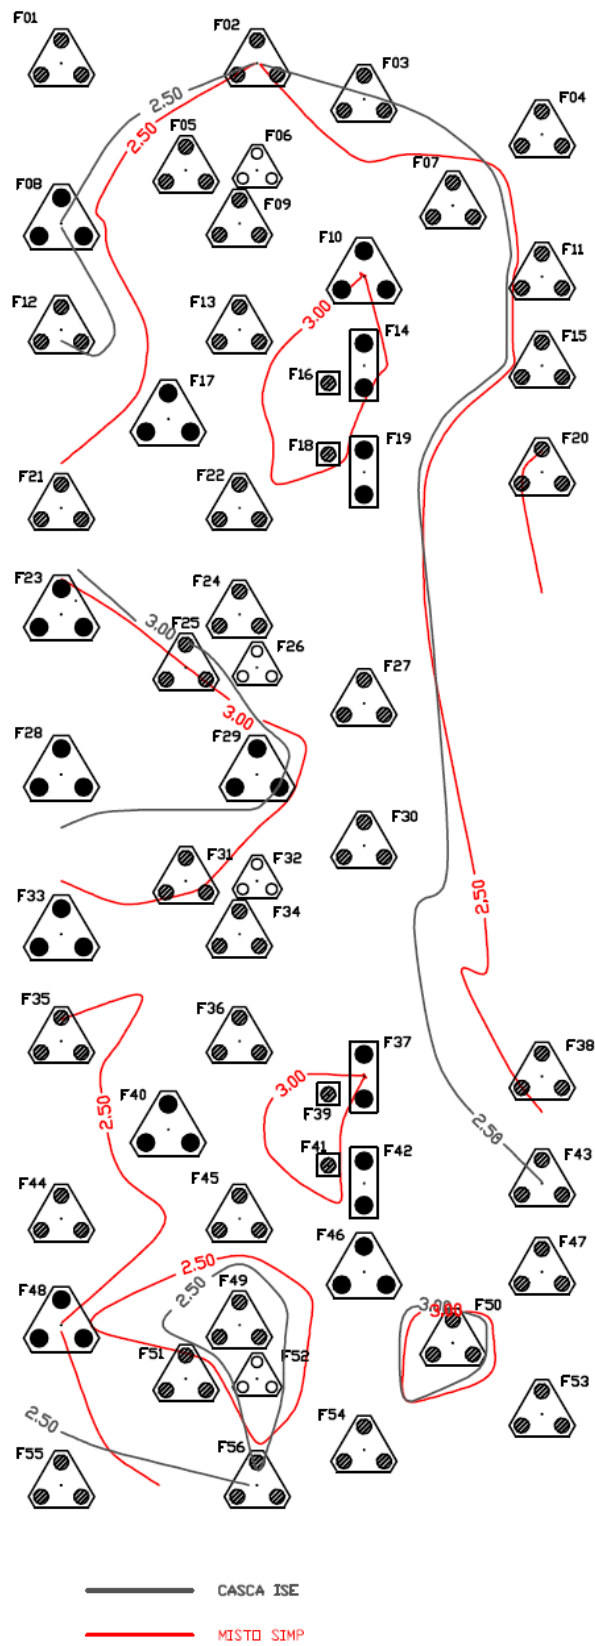 F01
F02
F03
2.50
F04
2.50
F05
F06
F07
F08
F09
F10
F11
F12
F13
3.00
F14
F15
F16
F17
F18
F19
F20
F21
F22
F23
F24
3.00
F25
F26
F27
3.00
F28
F29
F30
F31
F32
2.50
F33
F34
F35
F36
F37
F38
3.00
F39
F40
2.50
2.50
F41
F42
F43
F44
F45
F46
F47
2.50
2.50
F48
F49
3.00
3.00
F50
F51
F52
F53
2.50
F54
F55
F56
CASCA ISE
MISTO SIMP